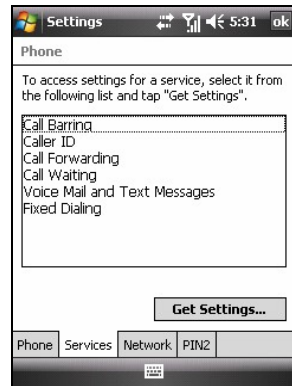 Settings 5:31 ok
Phone
To access settings for a service, select it from
the following list and tap "Get Settings".
Call Barring
Caller ID
Call Forwarding
Call Waiting
Voice Mail and Text Messages
Fixed Dialing
Get Settings...
Phone Services Network PIN2